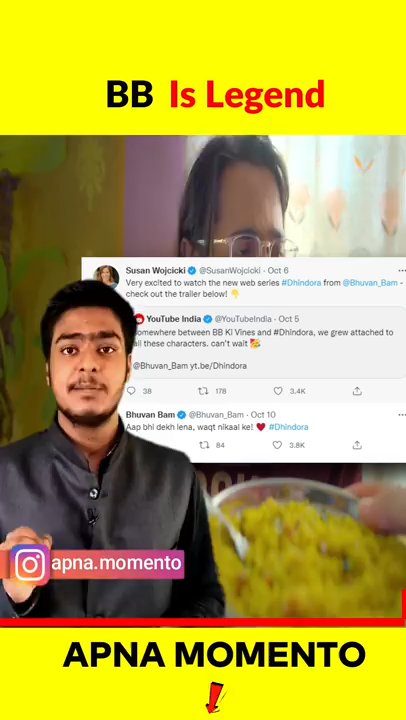 BB Is Legend
Susan Wojcicki @SusanWojcicki · Oct 6
Very excited to watch the new web series #Dhindora from @Bhuvan_Bam -
check out the trailer below! 👇
YouTube India @YouTubeIndia · Oct 5
omewhere between BB Ki Vines and #Dhindora, we grew attached to
all these characters. can't wait 🥰
@Bhuvan_Bam yt.be/Dhindora
38 178 3.4K
Bhuvan Bam @Bhuvan_Bam · Oct 10
Aap bhi dekh lena, waqt nikaal ke! ❤️ #Dhindora
84 3.8K
apna.momento
APNA MOMENTO